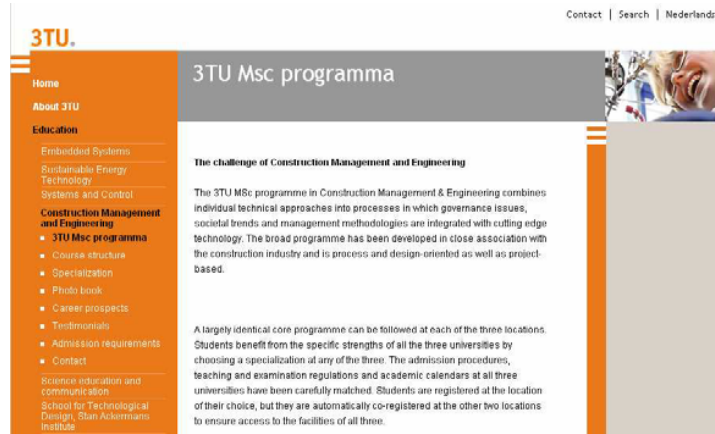 Contact | Search | Nederlands
3TU.
Home
About 3TU
Education
Embedded Systems
Sustainable Energy
Technology
Systems and Control
Construction Management
and Engineering
3TU Msc programma
Course structure
Specialization
Photo book
Career prospects
Testimonials
Admission requirements
Contact
Science education and
communication
School for Technological
Design, Stan Ackermans
Institute
3TU Msc programma
The challenge of Construction Management and Engineering
The 3TU MSc programme in Construction Management & Engineering combines
individual technical approaches into processes in which governance issues,
societal trends and management methodologies are integrated with cutting edge
technology. The broad programme has been developed in close association with
the construction industry and is process and design-oriented as well as project-
based.
A largely identical core programme can be followed at each of the three locations.
Students benefit from the specific strengths of all the three universities by
choosing a specialization at any of the three. The admission procedures,
teaching and examination regulations and academic calendars at all three
universities have been carefully matched. Students are registered at the location
of their choice, but they are automatically co-registered at the other two locations
to ensure access to the facilities of all three.